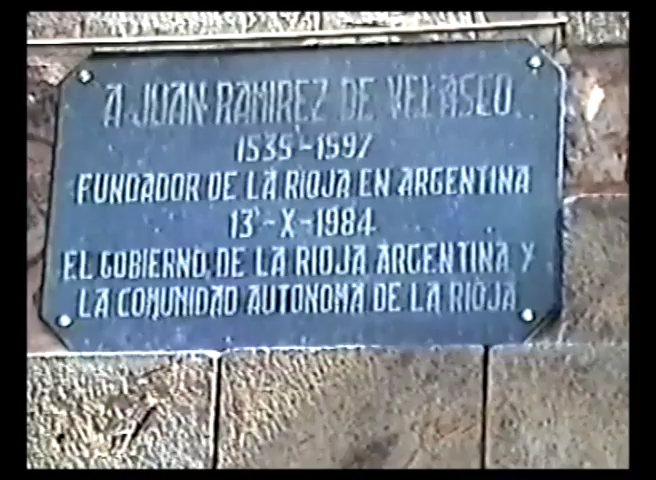 A JUAN RAMIREZ DE VELASCO
1535-1597
FUNDADOR DE LA RIOJA EN ARGENTINA
13-X-1984
EL GOBIERNO DE LA RIOJA ARGENTINA Y
LA COMUNIDAD AUTONOMA DE LA RIOJA